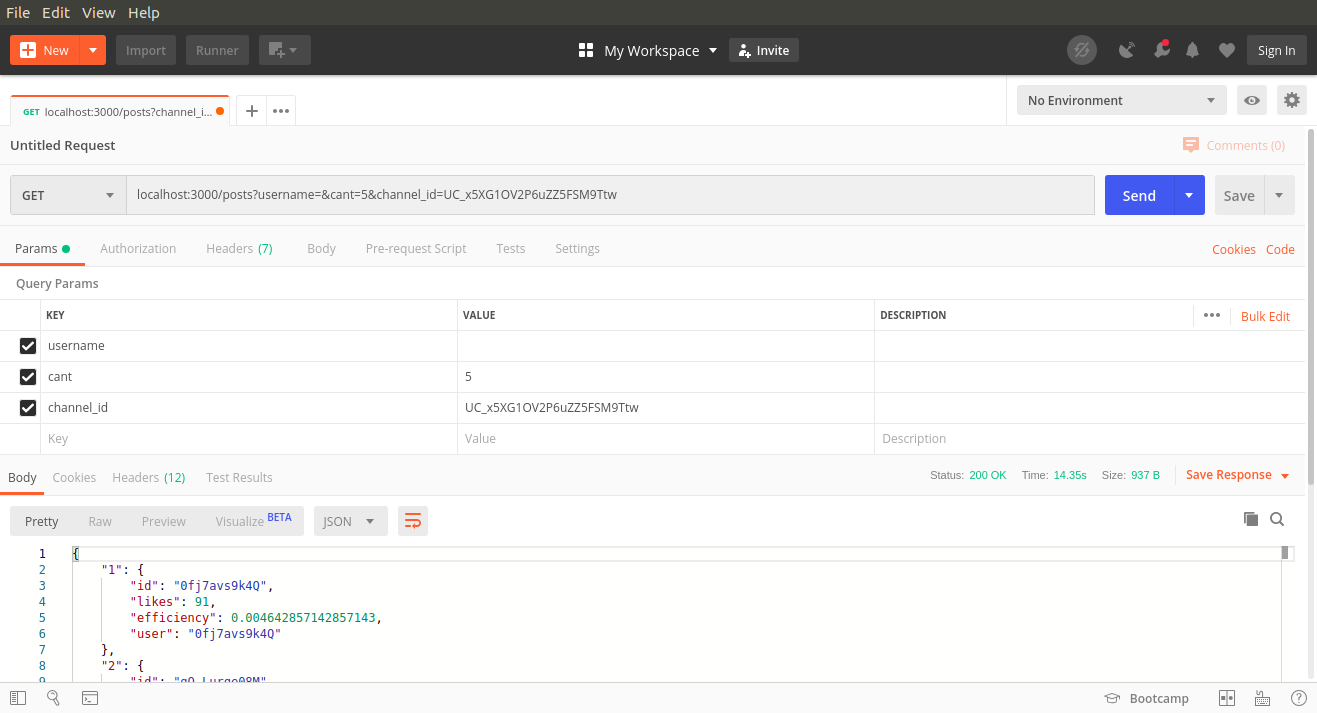 File Edit View Help
New Import Runner My Workspace Invite Sign In
GET localhost:3000/posts?channel_i... No Environment
Untitled Request Comments (0)
GET localhost:3000/posts?username=&cant=5&channel_id=UC_x5XG1OV2P6uZZ5FSM9Ttw Send Save
Params Authorization Headers (7) Body Pre-request Script Tests Settings Cookies Code
Query Params
KEY VALUE DESCRIPTION Bulk Edit
username
cant 5
channel_id UC_x5XG1OV2P6uZZ5FSM9Ttw
Key Value Description
Body Cookies Headers (12) Test Results Status: 200 OK Time: 14.35s Size: 937 B Save Response
Pretty Raw Preview Visualize BETA JSON
1 {
2 "1": {
3 "id": "0fj7avs9k4Q",
4 "likes": 91,
5 "efficiency": 0.004642857142857143,
6 "user": "0fj7avs9k4Q"
7 },
8 "2": {
9 "id":
Bootcamp